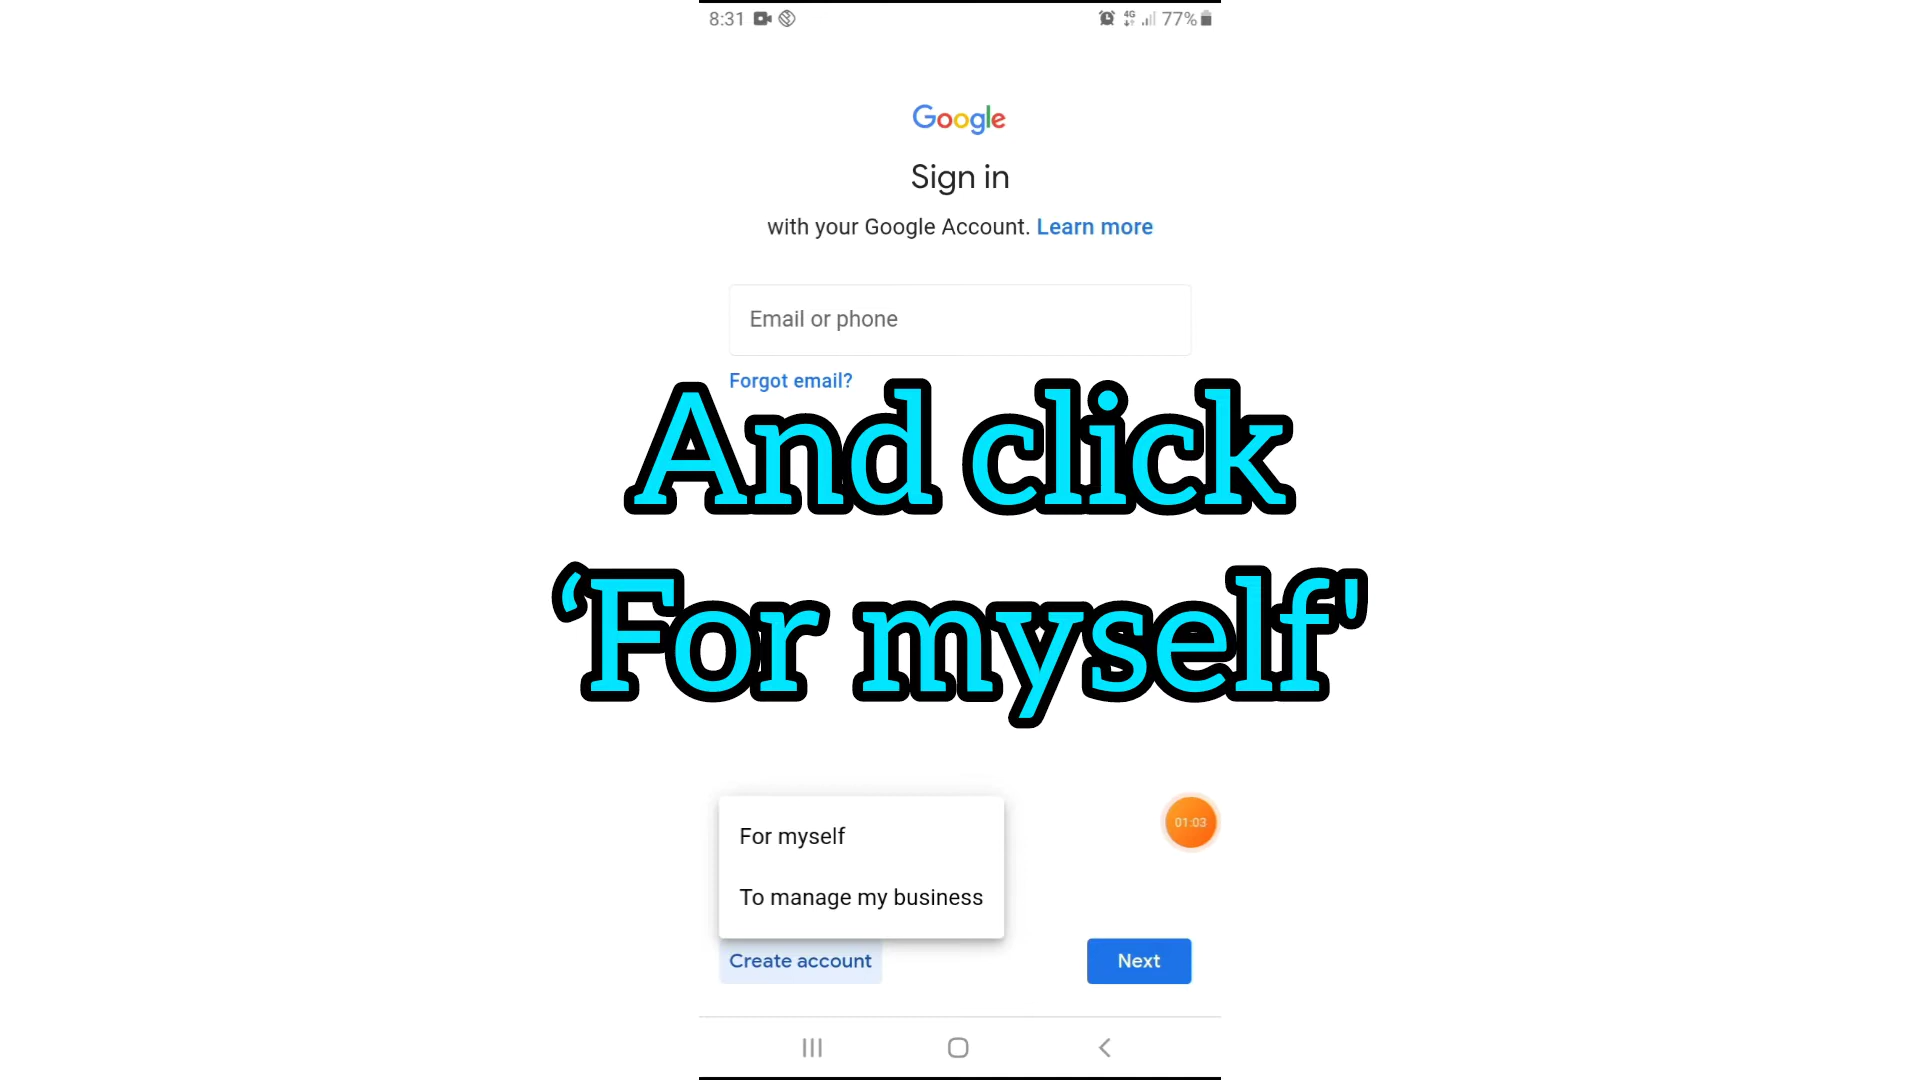 8:31 4G 77%
Google
Sign in
with your Google Account. Learn more
Email or phone
Forgot email?
And click
‘For myself'
For myself
01:03
To manage my business
Create account Next